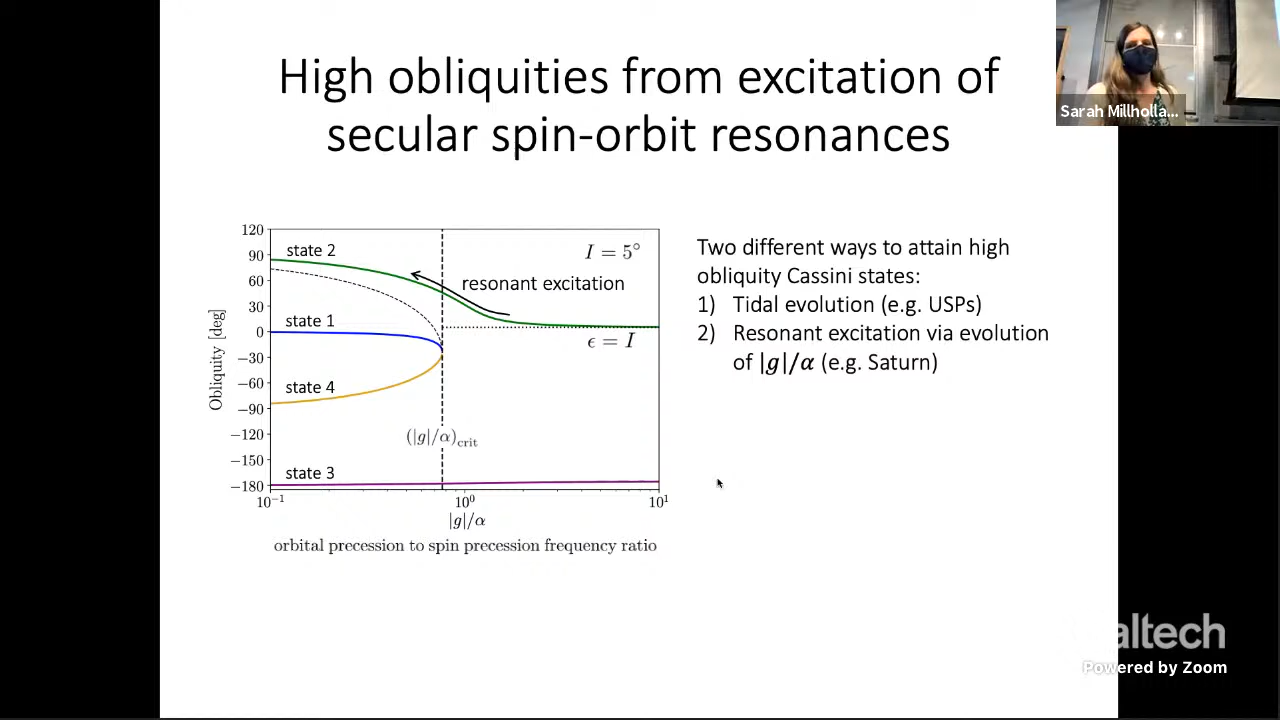 High obliquities from excitation of
secular spin-orbit resonances
Sarah Millholla...
120
90
60
30
0
−30
−60
−90
−120
−150
−180
Obliquity [deg]
state 2
state 1
state 4
state 3
I = 5°
resonant excitation
ϵ = I
(|g|/α)crit
10⁻¹
10⁰
10¹
|g|/α
orbital precession to spin precession frequency ratio
Two different ways to attain high
obliquity Cassini states:
1) Tidal evolution (e.g. USPs)
2) Resonant excitation via evolution
of |g|/α (e.g. Saturn)
altech
Powered by Zoom